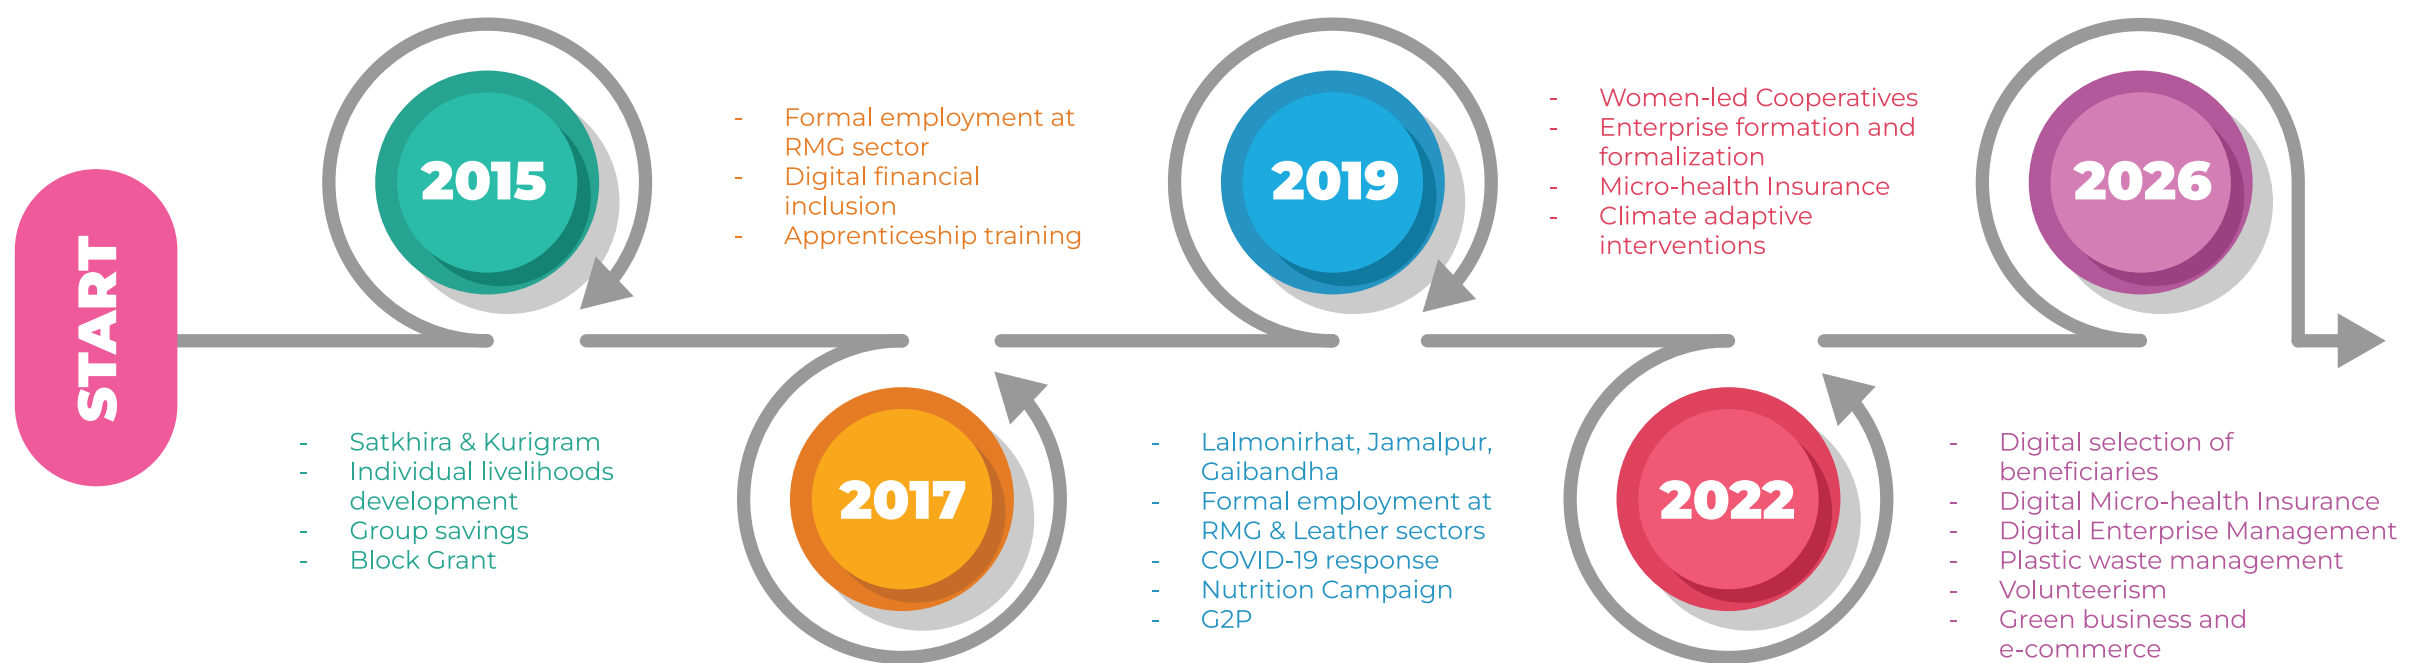 START
2015
- Satkhira & Kurigram
- Individual livelihoods
development
- Group savings
- Block Grant
- Formal employment at
RMG sector
- Digital financial
inclusion
- Apprenticeship training
2017
2019
- Lalmonirhat, Jamalpur,
Gaibandha
- Formal employment at
RMG & Leather sectors
- COVID-19 response
- Nutrition Campaign
- G2P
- Women-led Cooperatives
- Enterprise formation and
formalization
- Micro-health Insurance
- Climate adaptive
interventions
2022
2026
- Digital selection of
beneficiaries
- Digital Micro-health Insurance
- Digital Enterprise Management
- Plastic waste management
- Volunteerism
- Green business and
e-commerce